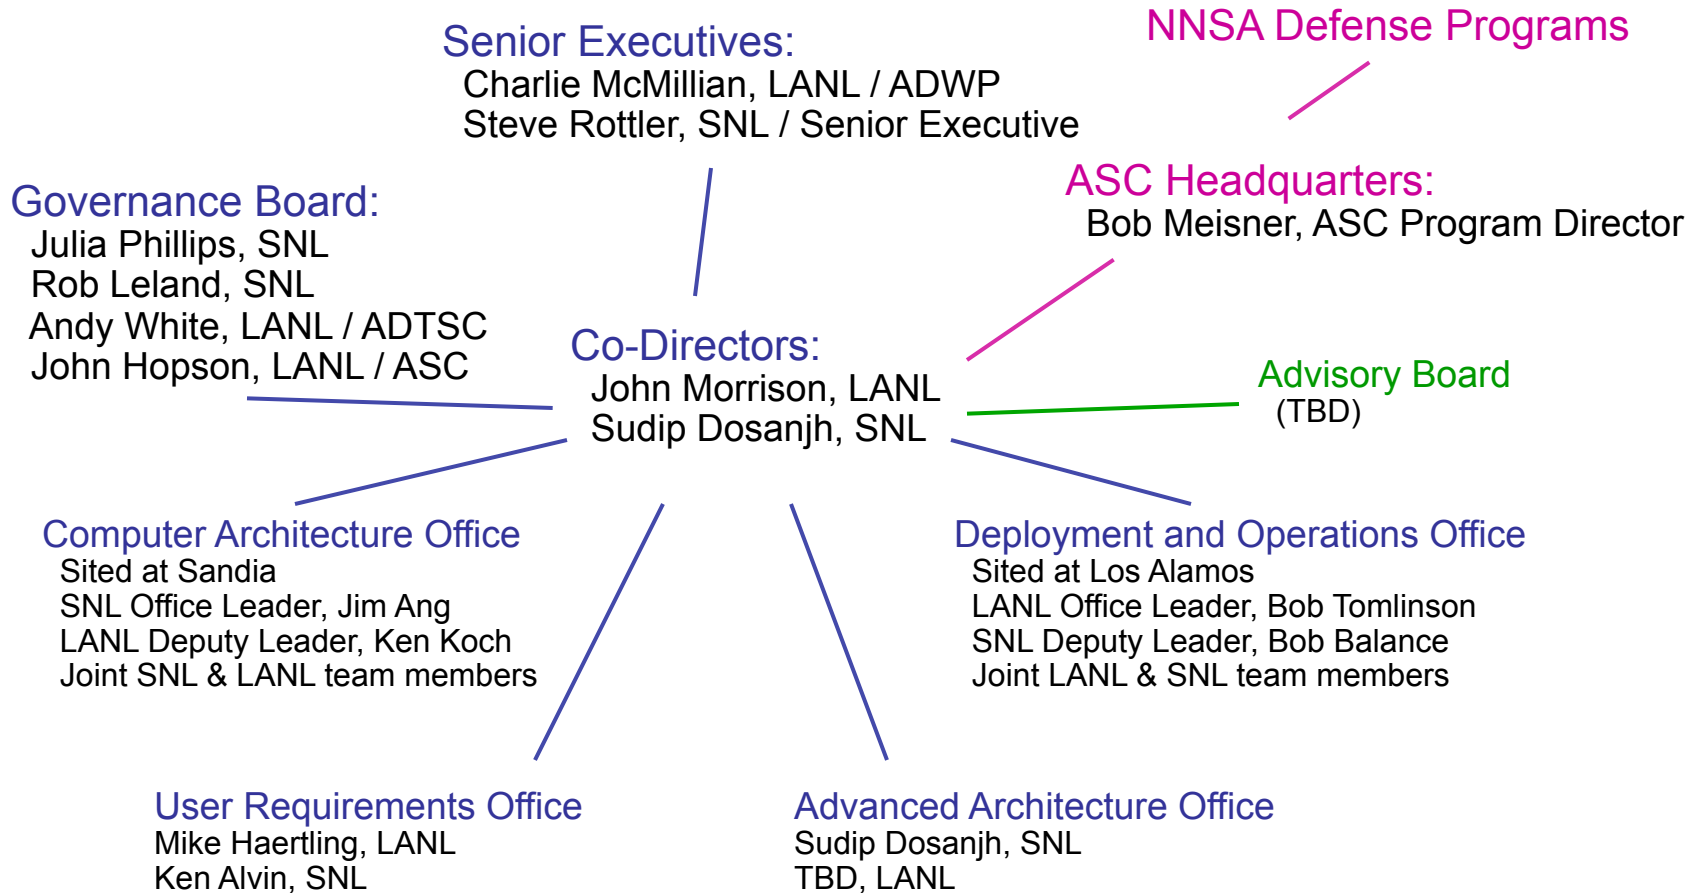 NNSA Defense Programs
Senior Executives:
Charlie McMillian, LANL / ADWP
Steve Rottler, SNL / Senior Executive
ASC Headquarters:
Bob Meisner, ASC Program Director
Governance Board:
Julia Phillips, SNL
Rob Leland, SNL
Andy White, LANL / ADTSC
John Hopson, LANL / ASC
Co-Directors:
John Morrison, LANL
Sudip Dosanjh, SNL
Advisory Board
(TBD)
Computer Architecture Office
Sited at Sandia
SNL Office Leader, Jim Ang
LANL Deputy Leader, Ken Koch
Joint SNL & LANL team members
Deployment and Operations Office
Sited at Los Alamos
LANL Office Leader, Bob Tomlinson
SNL Deputy Leader, Bob Balance
Joint LANL & SNL team members
User Requirements Office
Mike Haertling, LANL
Ken Alvin, SNL
Advanced Architecture Office
Sudip Dosanjh, SNL
TBD, LANL